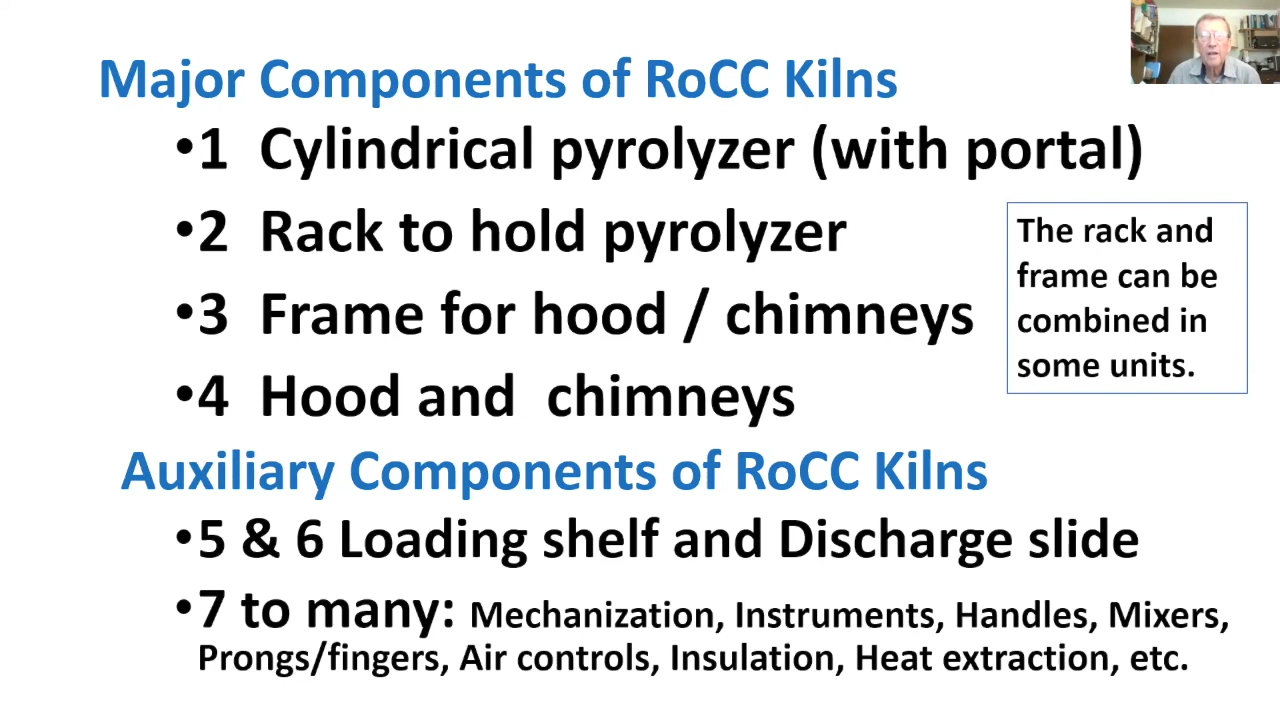 Major Components of RoCC Kilns
•1 Cylindrical pyrolyzer (with portal)
•2 Rack to hold pyrolyzer
•3 Frame for hood / chimneys
•4 Hood and chimneys
The rack and
frame can be
combined in
some units.
Auxiliary Components of RoCC Kilns
•5 & 6 Loading shelf and Discharge slide
•7 to many: Mechanization, Instruments, Handles, Mixers,
Prongs/fingers, Air controls, Insulation, Heat extraction, etc.